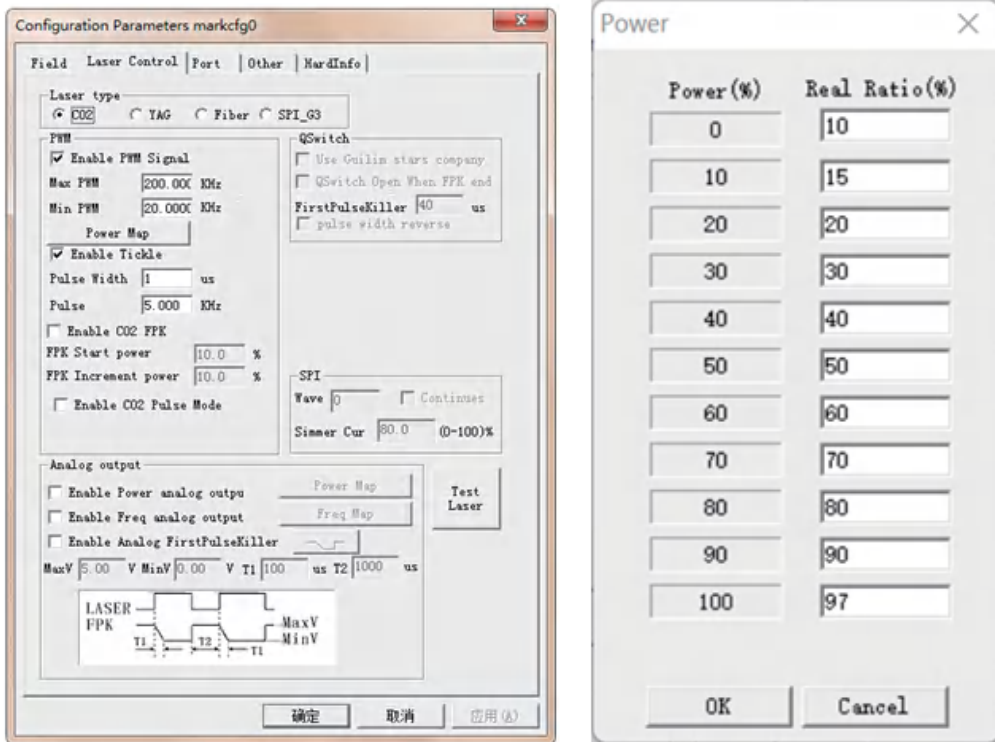 Configuration Parameters markcfg0
Field Laser Control Port Other HardInfo
Laser type
CO2 YAG Fiber SPI_G3
PWM
Enable PWM Signal
Max PWM 200.000 KHz
Min PWM 20.0000 KHz
Power Map
Enable Tickle
Pulse Width 1 us
Pulse 5.000 KHz
Enable CO2 FPK
FPK Start power 10.0 %
FPK Increment power 10.0 %
Enable CO2 Pulse Mode
QSwitch
Use Guilin stars company
QSwitch Open When FPK end
FirstPulseKiller 40 us
pulse width reverse
SPI
Wave 0 Continues
Simmer Cur 80.0 (0-100)%
Analog output
Enable Power analog outpu Power Map
Enable Freq analog output Freq Map
Enable Analog FirstPulseKiller
MaxV 5.00 V MinV 0.00 V T1 100 us T2 1000 us
Test
Laser
LASER
FPK
MaxV
MinV
T1 T2 T1
确定 取消 应用(A)
Power
Power(%) Real Ratio(%)
0 10
10 15
20 20
30 30
40 40
50 50
60 60
70 70
80 80
90 90
100 97
OK Cancel